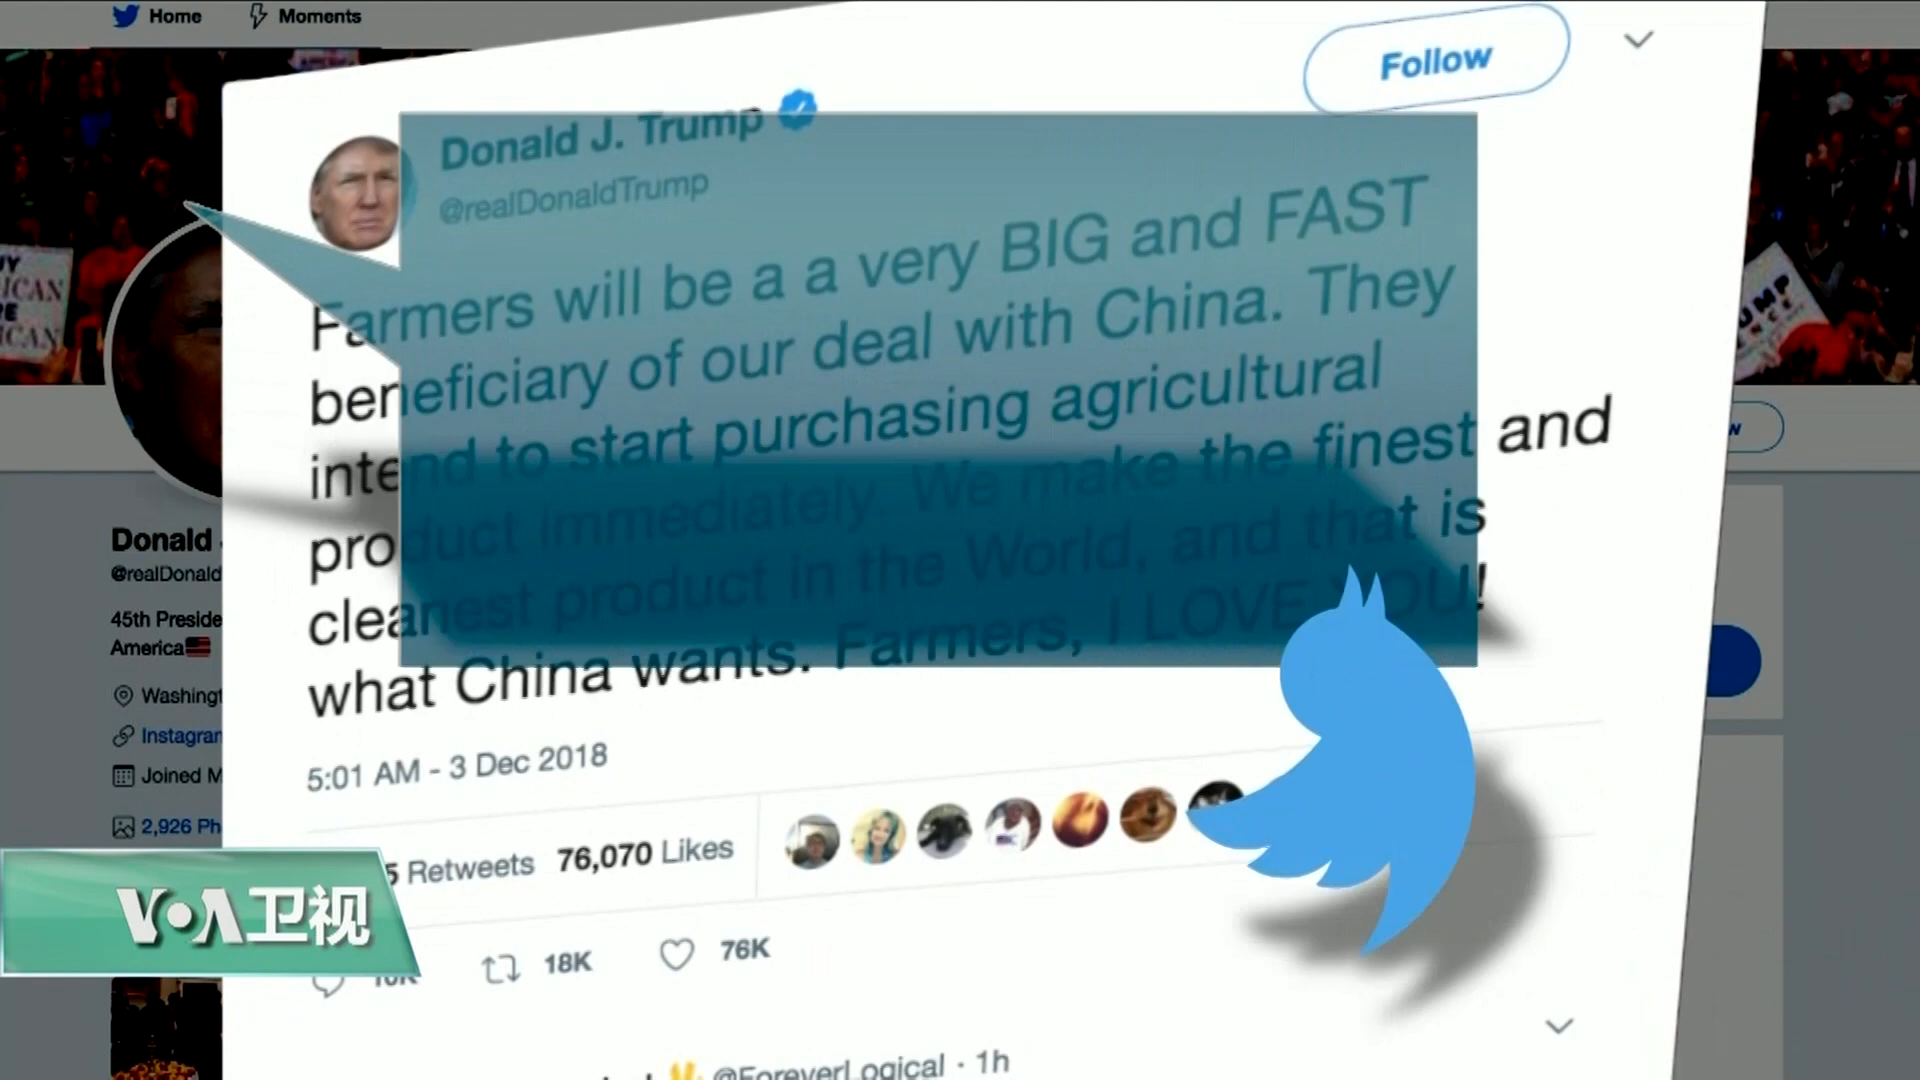 Home Moments
Follow
Donald J. Trump
@realDonaldTrump
Farmers will be a a very BIG and FAST
beneficiary of our deal with China. They
intend to start purchasing agricultural
product immediately. We make the finest and
cleanest product in the World, and that is
what China wants. Farmers, I LOVE YOU!
5:01 AM - 3 Dec 2018
5 Retweets 76,070 Likes
18K 76K
@ForeverLogical · 1h
Donald
@realDonald
45th Preside
America
Washingt
Instagran
Joined M
2,926 Ph
VOA卫视